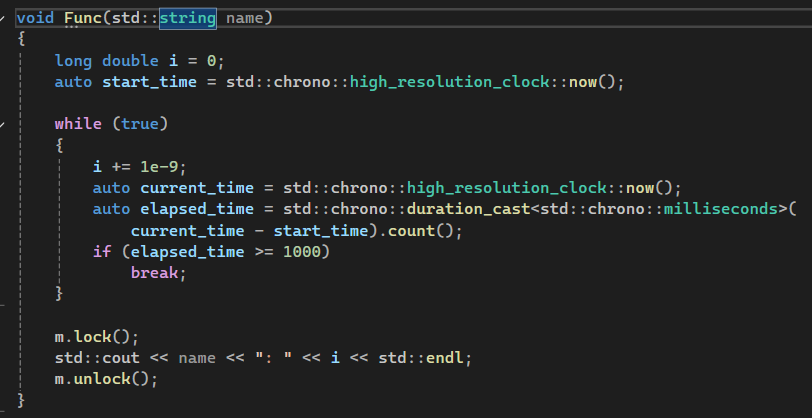 void Func(std::string name)
{
    long double i = 0;
    auto start_time = std::chrono::high_resolution_clock::now();

    while (true)
    {
        i += 1e-9;
        auto current_time = std::chrono::high_resolution_clock::now();
        auto elapsed_time = std::chrono::duration_cast<std::chrono::milliseconds>(
            current_time - start_time).count();
        if (elapsed_time >= 1000)
            break;
    }

    m.lock();
    std::cout << name << ": " << i << std::endl;
    m.unlock();
}